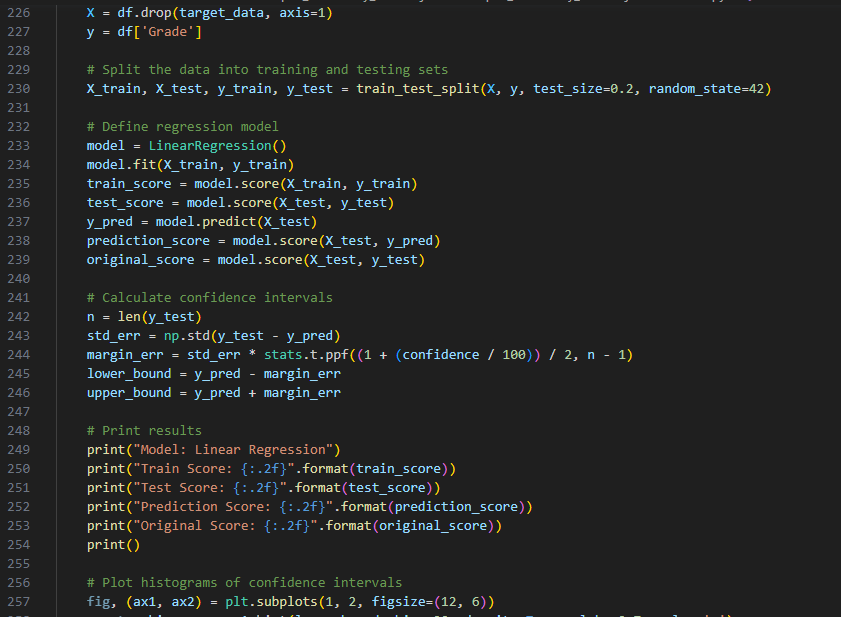 226 X = df.drop(target_data, axis=1)
227 y = df['Grade']
228
229 # Split the data into training and testing sets
230 X_train, X_test, y_train, y_test = train_test_split(X, y, test_size=0.2, random_state=42)
231
232 # Define regression model
233 model = LinearRegression()
234 model.fit(X_train, y_train)
235 train_score = model.score(X_train, y_train)
236 test_score = model.score(X_test, y_test)
237 y_pred = model.predict(X_test)
238 prediction_score = model.score(X_test, y_pred)
239 original_score = model.score(X_test, y_test)
240
241 # Calculate confidence intervals
242 n = len(y_test)
243 std_err = np.std(y_test - y_pred)
244 margin_err = std_err * stats.t.ppf((1 + (confidence / 100)) / 2, n - 1)
245 lower_bound = y_pred - margin_err
246 upper_bound = y_pred + margin_err
247
248 # Print results
249 print("Model: Linear Regression")
250 print("Train Score: {:.2f}".format(train_score))
251 print("Test Score: {:.2f}".format(test_score))
252 print("Prediction Score: {:.2f}".format(prediction_score))
253 print("Original Score: {:.2f}".format(original_score))
254 print()
255
256 # Plot histograms of confidence intervals
257 fig, (ax1, ax2) = plt.subplots(1, 2, figsize=(12, 6))